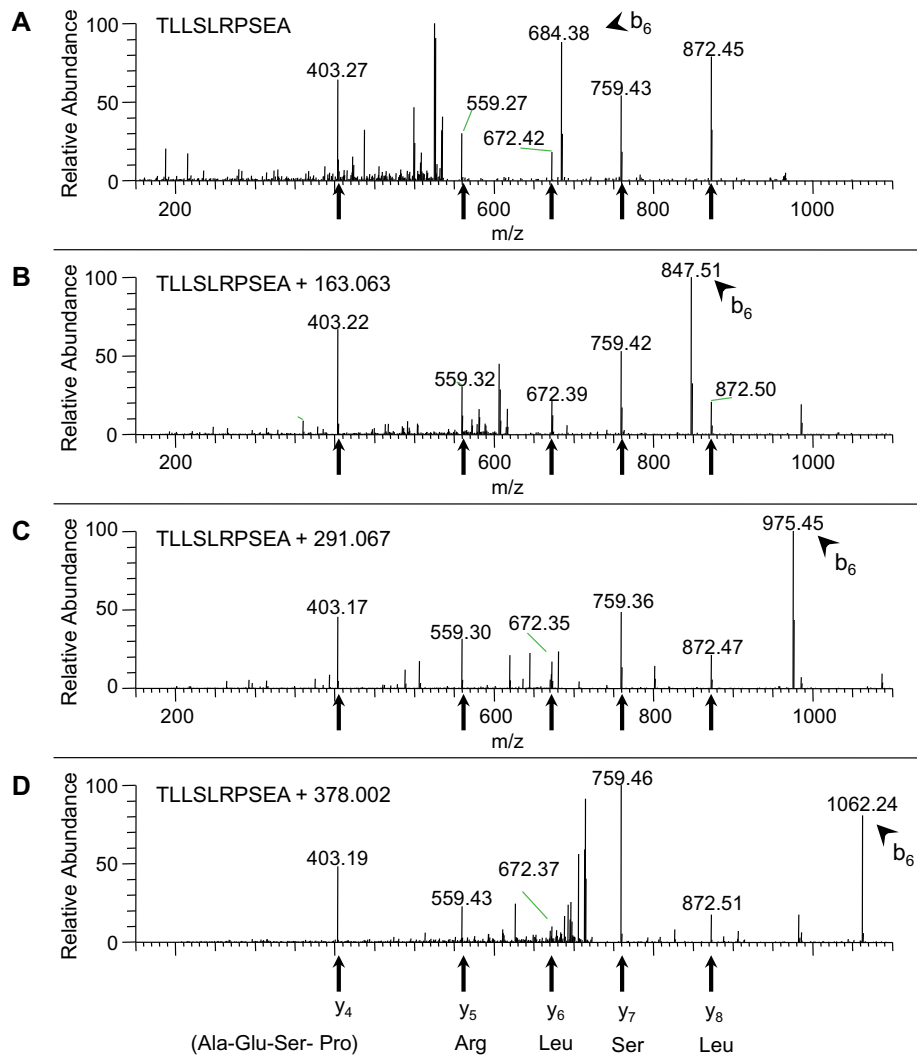 A
TLLSLRPSEA
b6
Relative Abundance
100
50
0
403.27
559.27
672.42
684.38
759.43
872.45
200 600 800 1000
m/z
B
TLLSLRPSEA + 163.063
b6
Relative Abundance
100
50
0
403.22
559.32
672.39
759.42
847.51
872.50
200 600 800 1000
m/z
C
TLLSLRPSEA + 291.067
b6
Relative Abundance
100
50
0
403.17
559.30
672.35
759.36
872.47
975.45
200 600 800 1000
m/z
D
TLLSLRPSEA + 378.002
b6
Relative Abundance
100
50
0
403.19
559.43
672.37
759.46
872.51
1062.24
y4 y5 y6 y7 y8
(Ala-Glu-Ser- Pro) Arg Leu Ser Leu